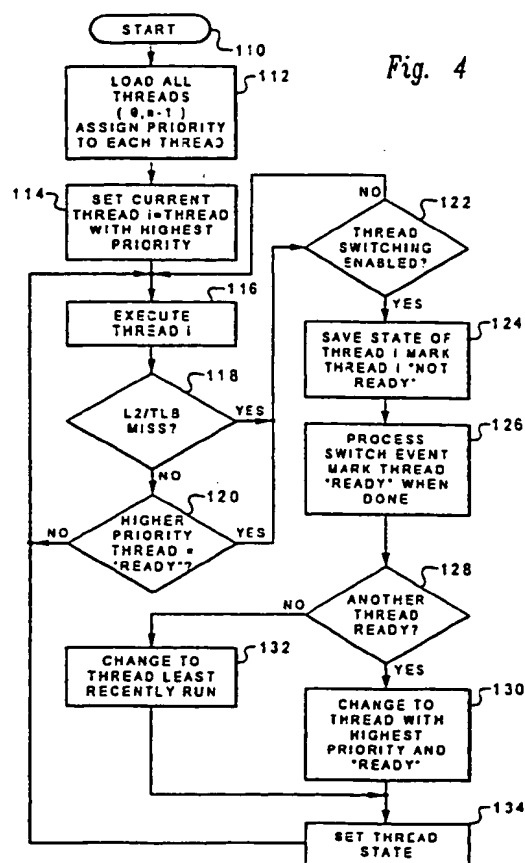 Fig. 4
START
110
112
LOAD ALL
THREADS
(0,n-1)
ASSIGN PRIORITY
TO EACH THREAD
114
SET CURRENT
THREAD i=THREAD
WITH HIGHEST
PRIORITY
116
EXECUTE
THREAD i
118
L2/TLB
MISS?
YES
NO
120
HIGHER
PRIORITY
THREAD =
"READY"?
NO
YES
NO
122
THREAD
SWITCHING
ENABLED?
YES
124
SAVE STATE OF
THREAD I MARK
THREAD I "NOT
READY"
126
PROCESS
SWITCH EVENT
MARK THREAD
"READY" WHEN
DONE
128
ANOTHER
THREAD
READY?
NO
YES
132
CHANGE TO
THREAD LEAST
RECENTLY RUN
130
CHANGE TO
THREAD WITH
HIGHEST
PRIORITY AND
"READY"
134
SET THREAD
STATE